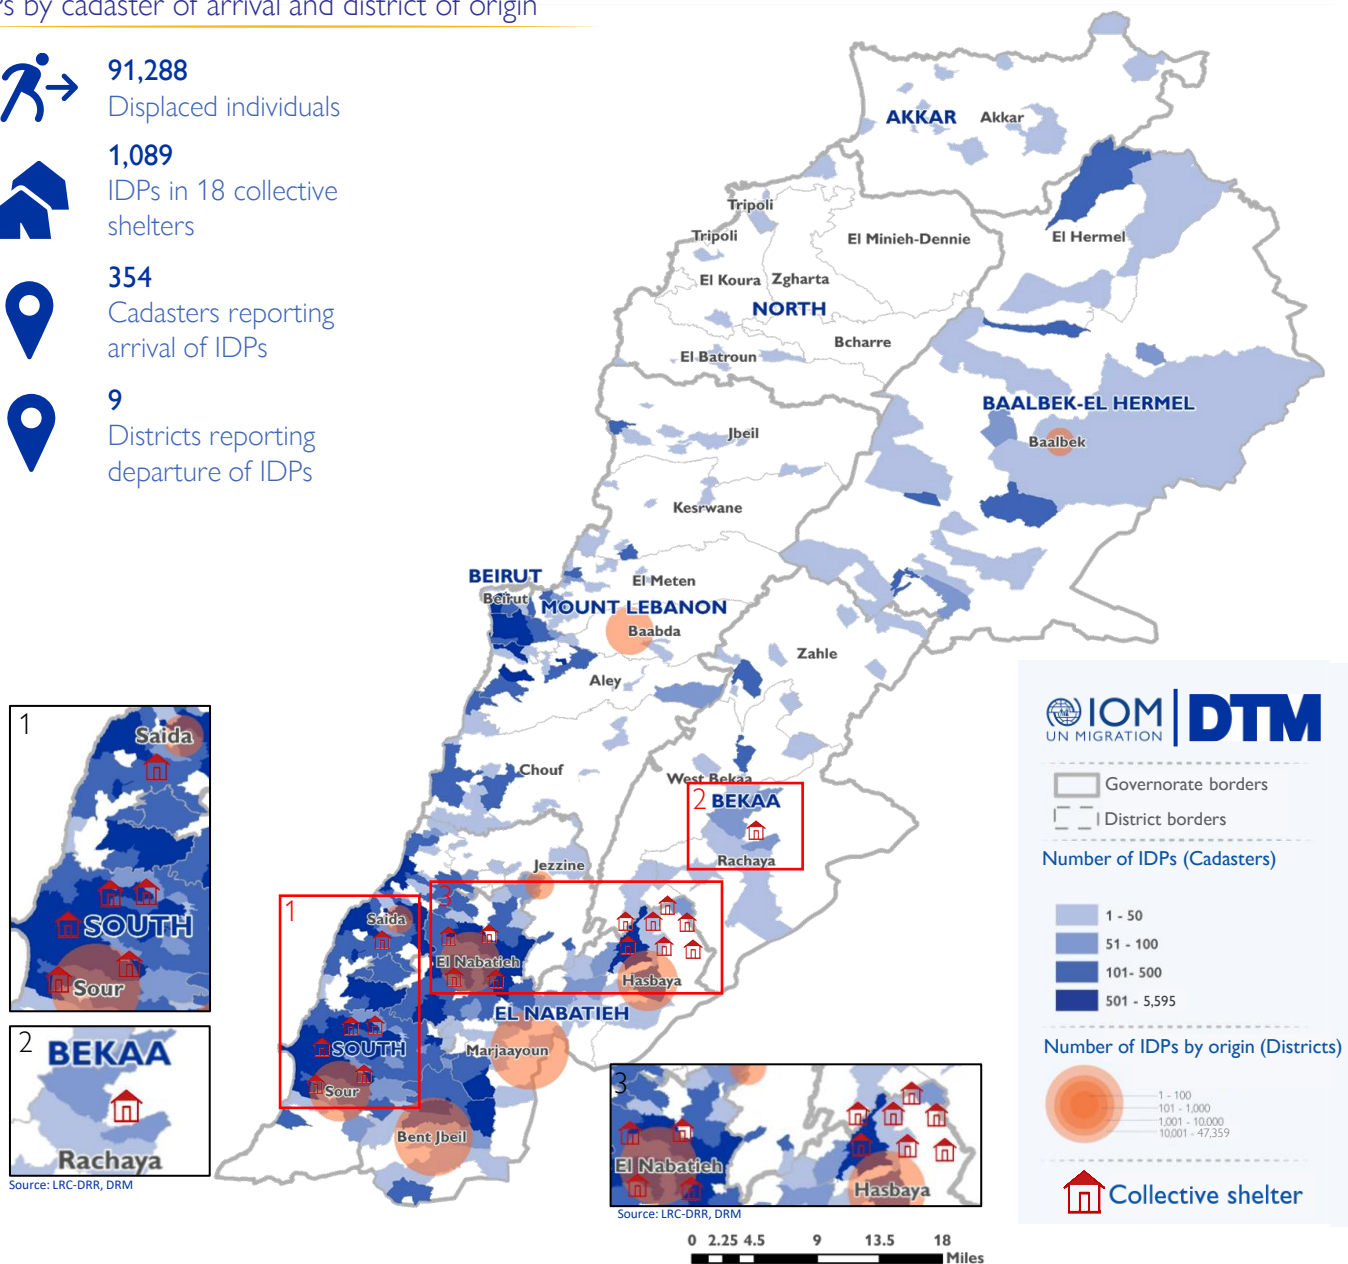 Ps by cadaster of arrival and district of origin
91,288
Displaced individuals
1,089
IDPs in 18 collective
shelters
354
Cadasters reporting
arrival of IDPs
9
Districts reporting
departure of IDPs
AKKAR
Akkar
Tripoli
Tripoli
El Minieh-Dennie
El Hermel
El Koura
Zgharta
NORTH
Bcharre
El Batroun
BAALBEK-EL HERMEL
Baalbek
Jbeil
Kesrwane
BEIRUT
Beirut
El Meten
MOUNT LEBANON
Baabda
Zahle
Aley
Chouf
West Bekaa
2
BEKAA
Rachaya
Jezzine
1
3
Saida
El Nabatieh
Hasbaya
EL NABATIEH
SOUTH
Marjaayoun
Sour
Bent Jbeil
1
Saida
SOUTH
Sour
2
BEKAA
Rachaya
Source: LRC-DRR, DRM
3
El Nabatieh
Hasbaya
Source: LRC-DRR, DRM
0 2.25 4.5 9 13.5 18
Miles
IOM
UN MIGRATION
DTM
Governorate borders
District borders
Number of IDPs (Cadasters)
1 - 50
51 - 100
101- 500
501 - 5,595
Number of IDPs by origin (Districts)
1 - 100
101 - 1,000
1,001 - 10,000
10,001 - 47,359
Collective shelter